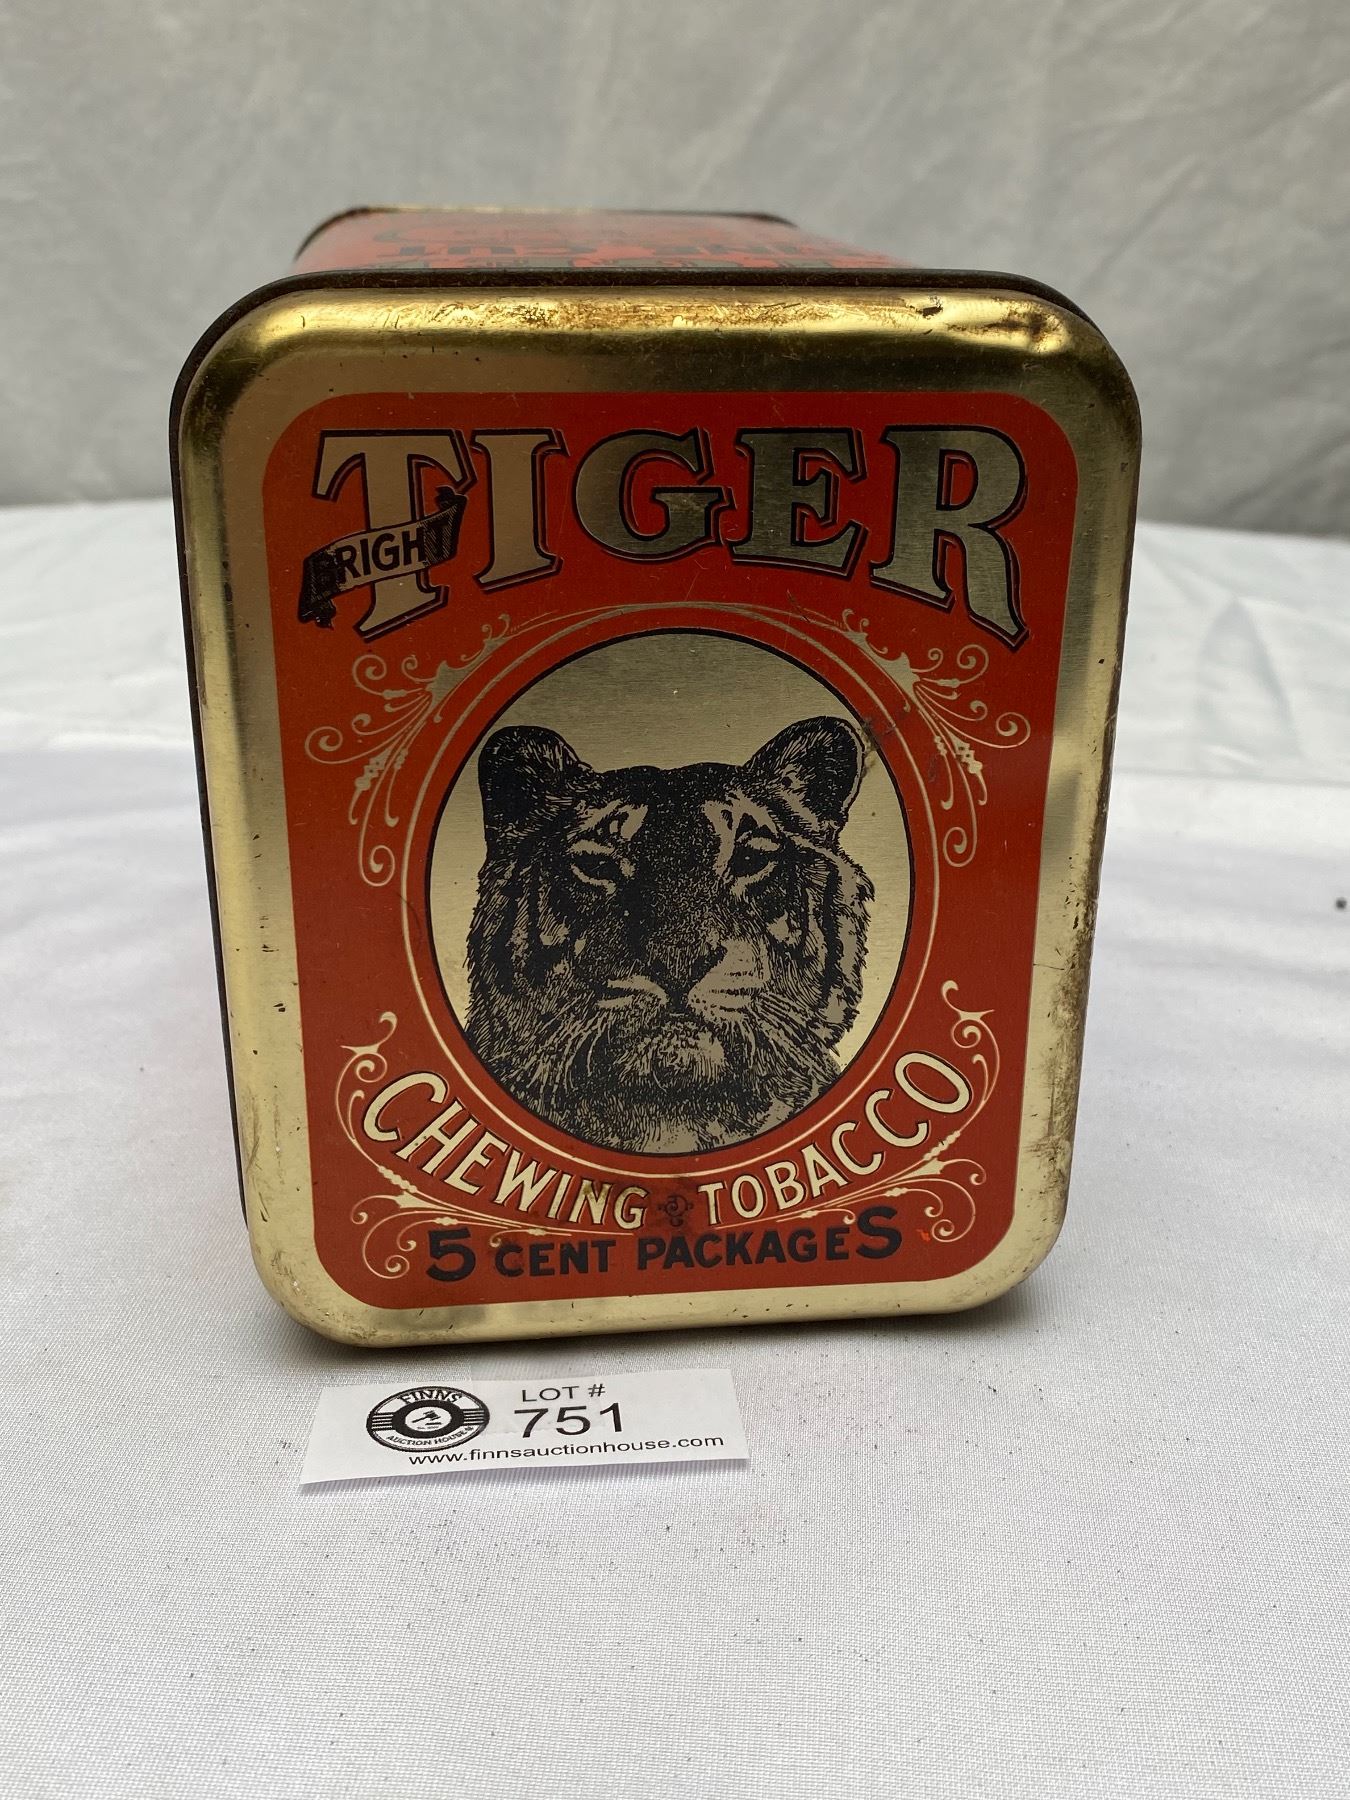 TIGER
BRIGHT
CHEWING TOBACCO
5 CENT PACKAGES
FINNS
AUCTION HOUSE
LOT #
751
www.finnsauctionhouse.com